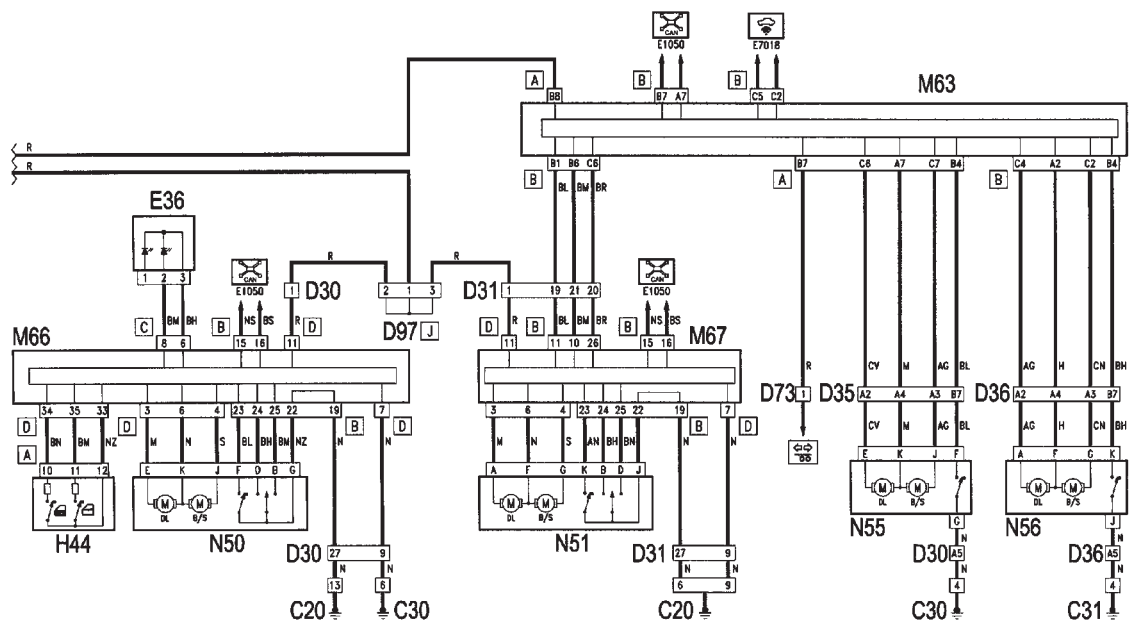 CAN
E1050
E7018
A B B
B8 B7 A7 C5 C2
M63
R
R
B1 B6 C6 B7 C8 A7 C7 B4 C4 A2 C2 B4
B A B
BL BM BR
E36
1 2 3
CAN
E1050
R
1 D30
2 1 3
R
D31 1 19 21 20
CAN
E1050
D97 J
C BM BH B NS BS R D
D R B BL BM BR B NS BS
M66 8 6 15 16 11
11 11 10 26 15 16 M67
34 35 33 3 6 4 23 24 25 22 19 7
3 6 4 23 24 25 22 19 7
D D B D
B D
A BN BM NZ M N S BL BH BM NZ N N
M N S AN BH BN N N
R CV M AG BL AG H CN BH
D73 1 D35 A2 A4 A3 B7 D36 A2 A4 A3 B7
CV M AG BL AG H CN BH
10 11 12 E K J F D B G
A F G K B D J
E K J F A F G K
M M
DL B/S
M M
DL B/S
M M
DL B/S
M M
DL B/S
H44 N50 N51 N55 G N56 J
N N
D30 27 9 D31 27 9 D30 A5 D36 A5
N N N N N N
13 6 6 9 4 4
C20 C30 C20 C30 C31